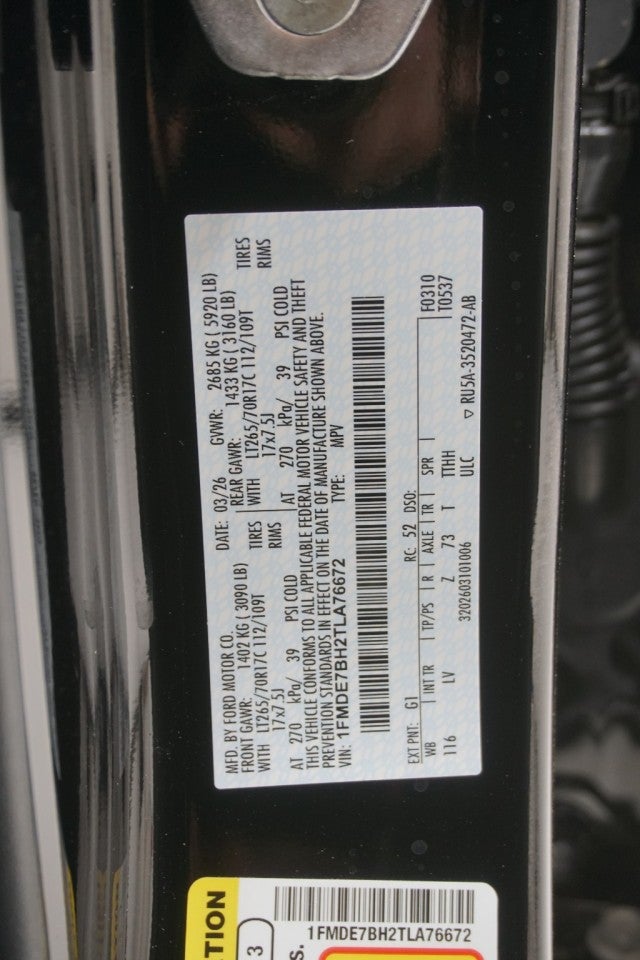 MFD. BY FORD MOTOR CO. DATE: 03/26 GVWR: 2685 KG ( 5920 LB)
FRONT GAWR: 1402 KG ( 3090 LB) REAR GAWR: 1433 KG ( 3160 LB)
WITH LT265/70R17C 112/109T TIRES WITH LT265/70R17C 112/109T TIRES
17x7.5J RIMS 17x7.5J RIMS
AT 270 kPa/ 39 PSI COLD AT 270 kPa/ 39 PSI COLD
THIS VEHICLE CONFORMS TO ALL APPLICABLE FEDERAL MOTOR VEHICLE SAFETY AND THEFT
PREVENTION STANDARDS IN EFFECT ON THE DATE OF MANUFACTURE SHOWN ABOVE.
VIN: 1FMDE7BH2TLA76672 TYPE: MPV
F0310
EXT PNT: G1 RC: 52 DSO: T0537
WB INT TR TP/PS R AXLE TR SPR
116 LV Z 73 T TTHH
ULC
3202603101006 ▽ RU5A-3520472-AB
ATION
3
S.
1FMDE7BH2TLA76672